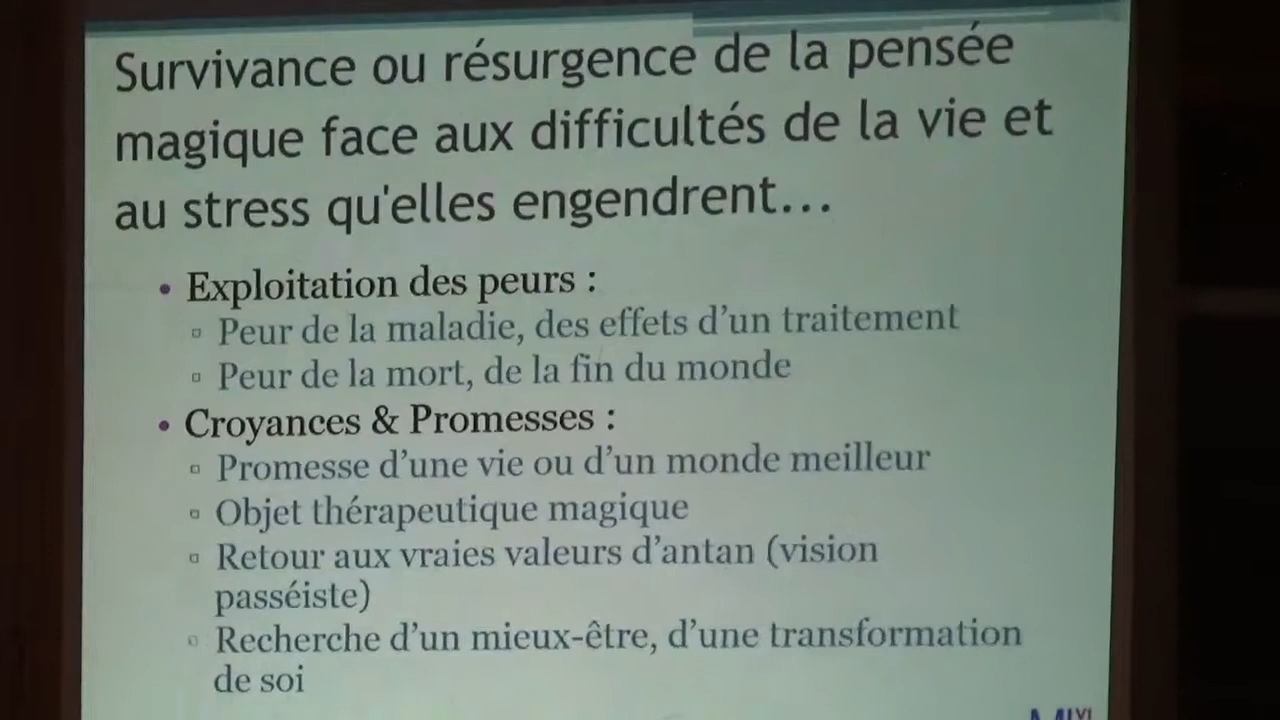 Survivance ou résurgence de la pensée
magique face aux difficultés de la vie et
au stress qu'elles engendrent...
• Exploitation des peurs :
▫ Peur de la maladie, des effets d’un traitement
▫ Peur de la mort, de la fin du monde
• Croyances & Promesses :
▫ Promesse d’une vie ou d’un monde meilleur
▫ Objet thérapeutique magique
▫ Retour aux vraies valeurs d’antan (vision
passéiste)
▫ Recherche d’un mieux-être, d’une transformation
de soi